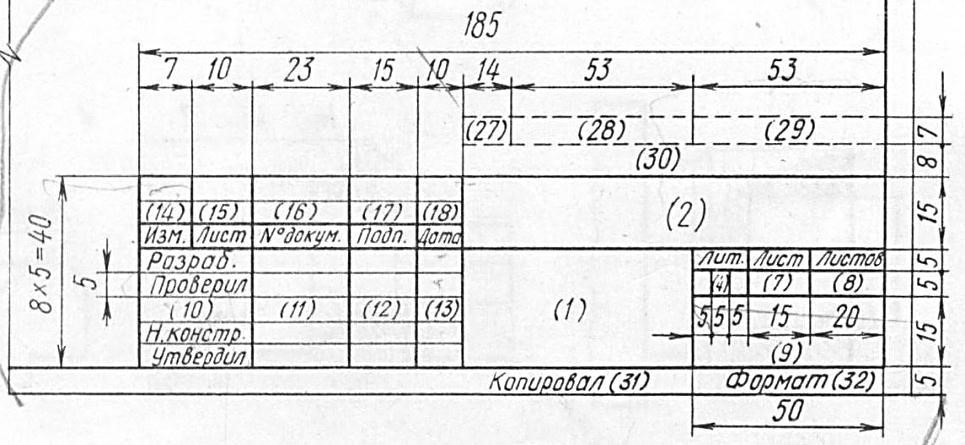 185
7 10 23 15 10 14 53 53
(27) (28) (29) 7
(30) 8
(14) (15) (16) (17) (18) (2) 15
Изм. Лист №докум. Подп. Дата
Разраб. Лит. Лист Листов 5
8×5=40 5 Проверил (4) (7) (8) 5
(10) (11) (12) (13) (1) 5 5 5 15 20 15
Н.констр
Утвердил (9)
Копировал (31) Формат (32) 5
50